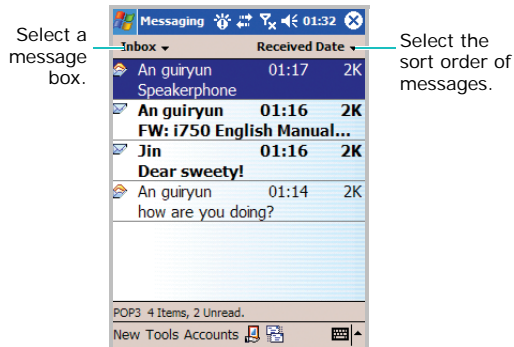 Select a
message
box.
Messaging 01:32
Inbox Received Date
Select the
sort order of
messages.
An guiryun 01:17 2K
Speakerphone
An guiryun 01:16 2K
FW: i750 English Manual...
Jin 01:16 2K
Dear sweety!
An guiryun 01:14 2K
how are you doing?
POP3 4 Items, 2 Unread.
New Tools Accounts